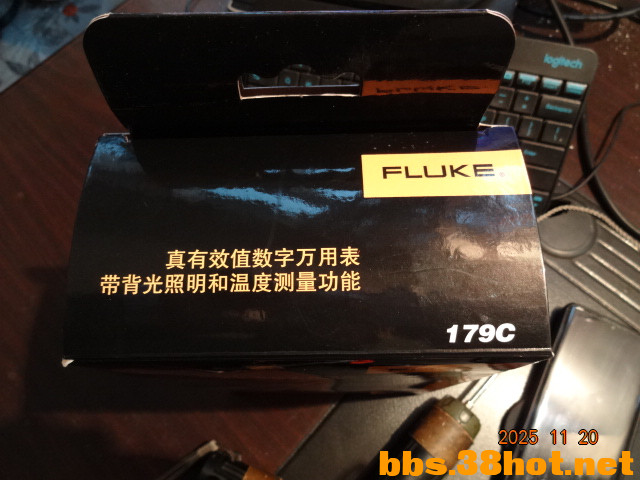 logitech
FLUKE
FLUKE®
真有效值数字万用表
带背光照明和温度测量功能
179C
2025 11 20
bbs.38hot.net